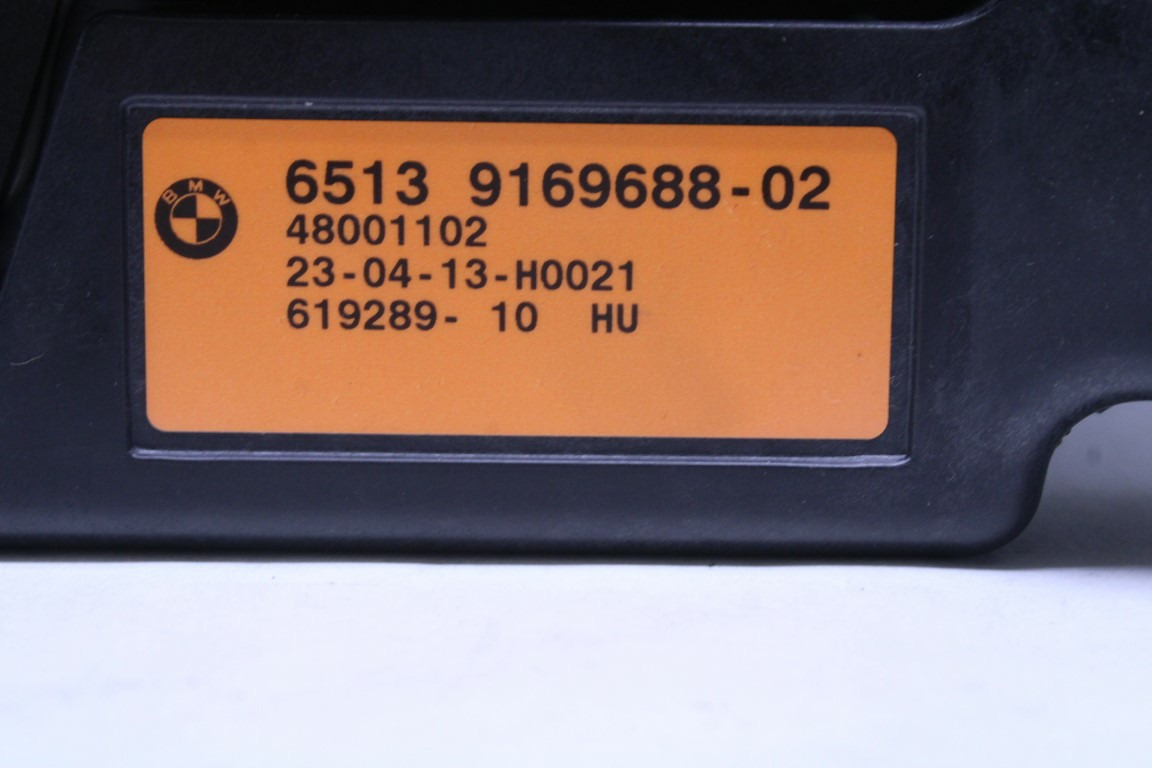 BMW
6513 9169688-02
48001102
23-04-13-H0021
619289- 10 HU